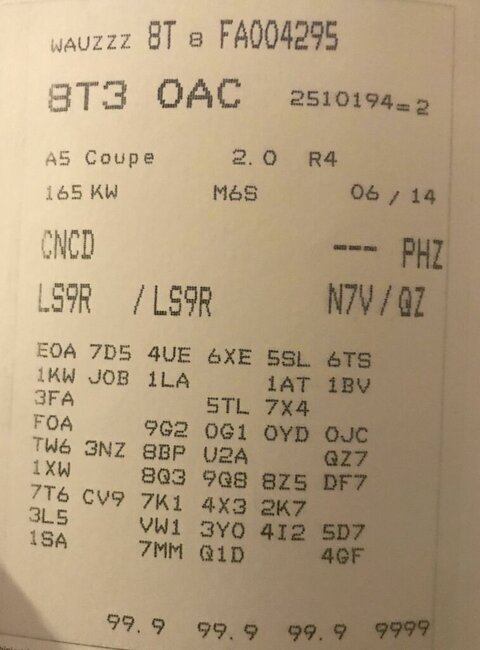 WAUZZZ 8T 8 FA004295
8T3 0AC 2510194=2
A5 Coupe 2.0 R4
165 KW M6S 06 / 14
CNCD --- PHZ
LS9R / LS9R N7V / QZ
E0A 7D5 4UE 6XE 5SL 6TS
1KW J0B 1LA 1AT 1BV
3FA 5TL 7X4
F0A 9G2 0G1 0YD 0JC
TW6 3NZ 8BP U2A QZ7
1XW 8Q3 9Q8 8Z5 DF7
7T6 CV9 7K1 4X3 2K7
3L5 VW1 3Y0 4I2 5D7
1SA 7MM Q1D 4GF
99.9 99.9 99.9 9999